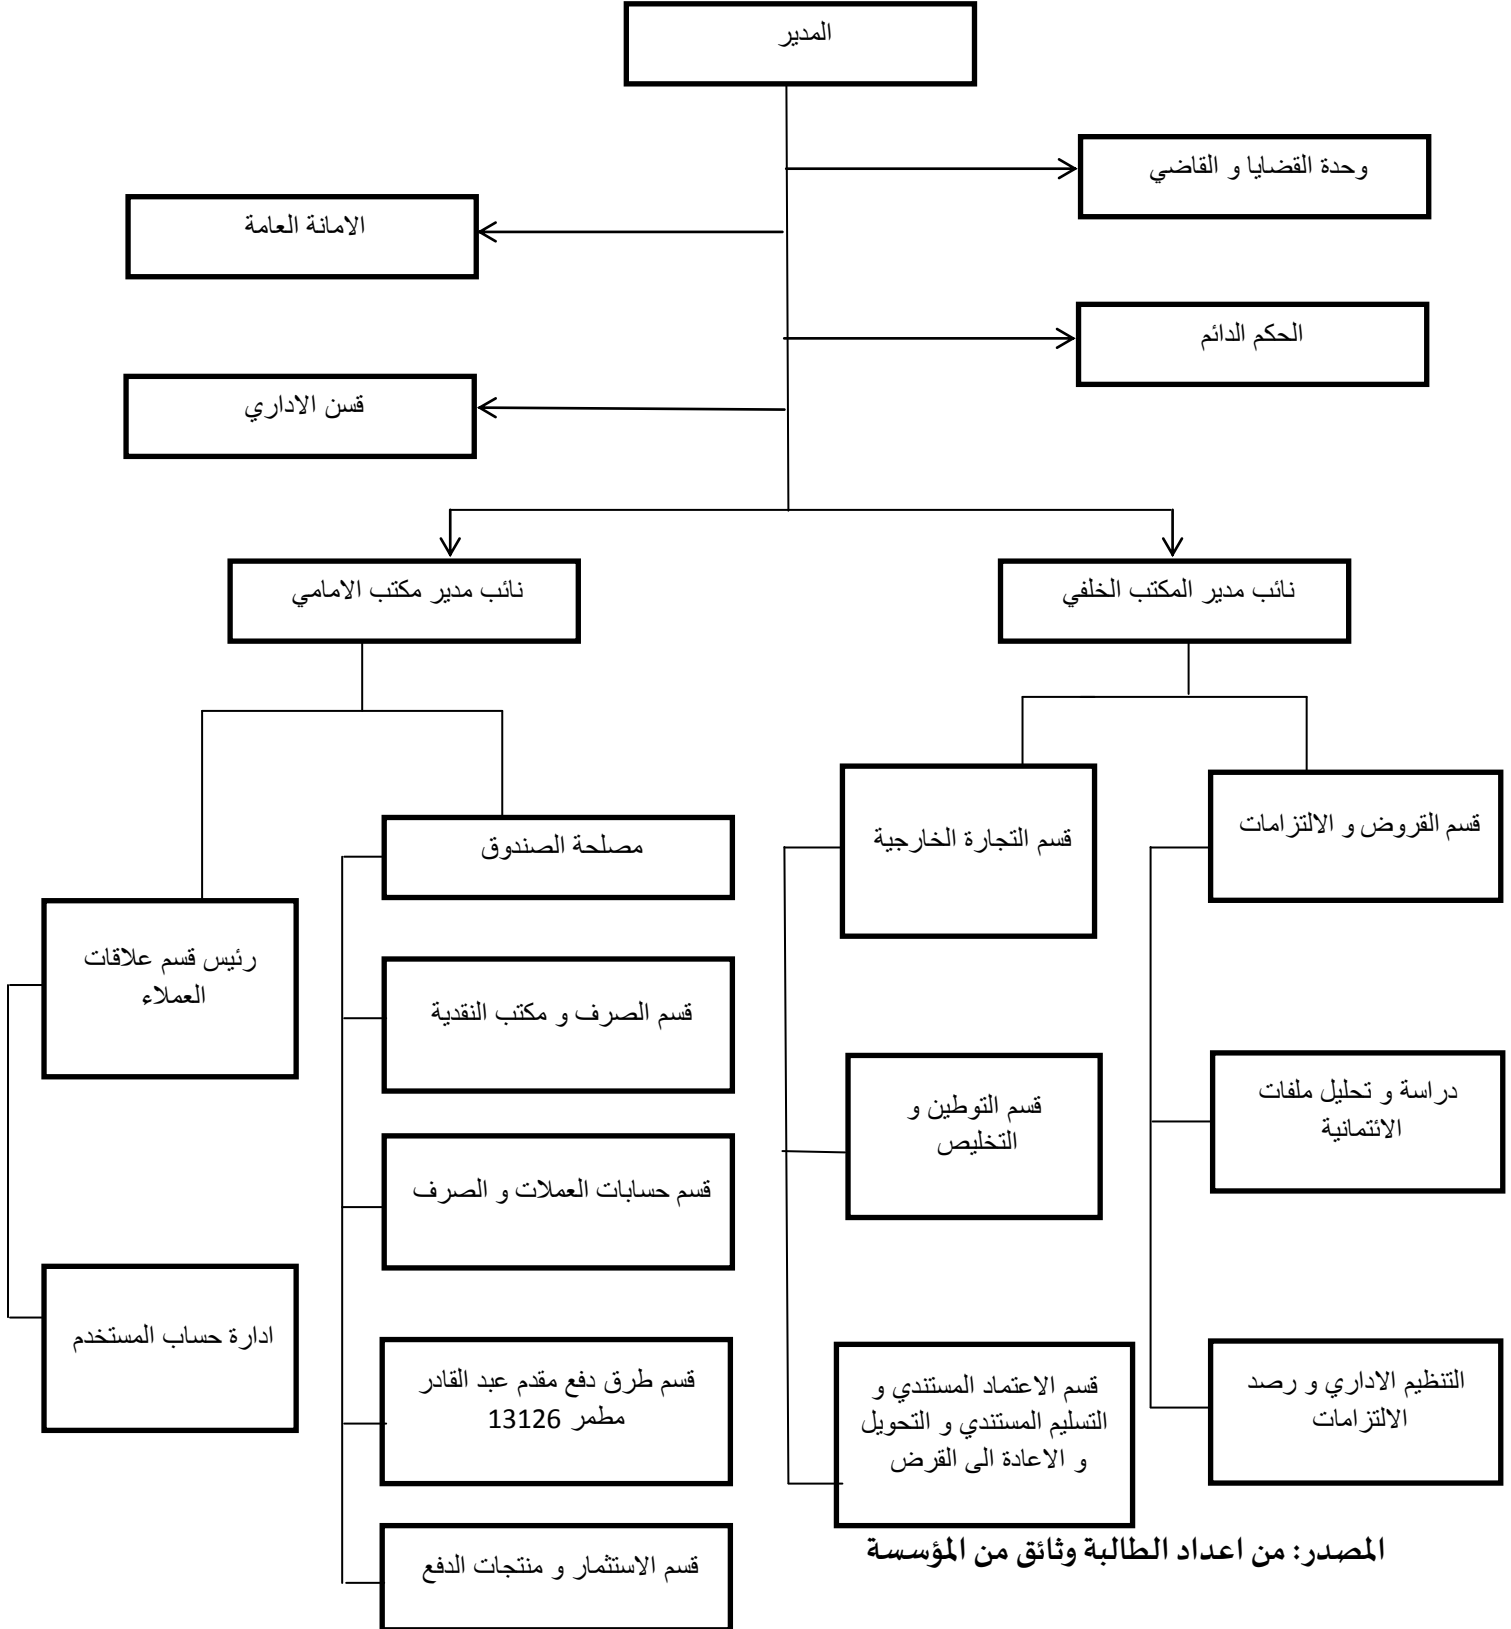 المدير
وحدة القضايا و القاضي
الامانة العامة
الحكم الدائم
قسن الاداري
نائب مدير المكتب الخلفي
نائب مدير مكتب الامامي
قسم القروض و الالتزامات
قسم التجارة الخارجية
مصلحة الصندوق
رئيس قسم علاقات
العملاء
قسم الصرف و مكتب النقدية
دراسة و تحليل ملفات
الائتمانية
قسم التوطين و
التخليص
قسم حسابات العملات و الصرف
ادارة حساب المستخدم
التنظيم الاداري و رصد
الالتزامات
قسم الاعتماد المستندي و
التسليم المستندي و التحويل
و الاعادة الى القرض
قسم طرق دفع مقدم عبد القادر
مطمر 13126
قسم الاستثمار و منتجات الدفع
المصدر: من اعداد الطالبة وثائق من المؤسسة